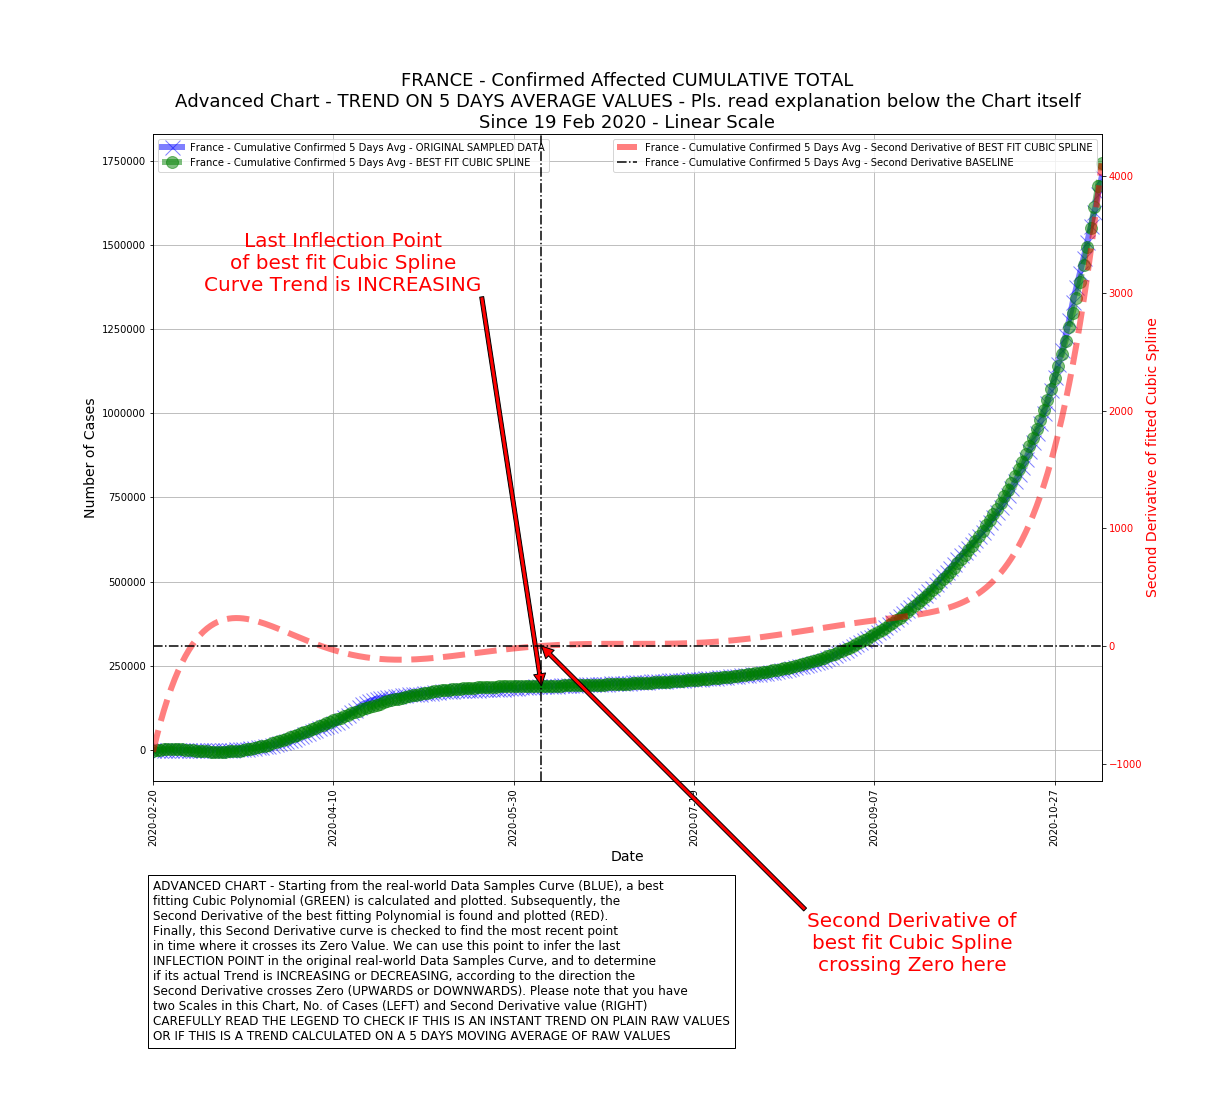 FRANCE - Confirmed Affected CUMULATIVE TOTAL
Advanced Chart - TREND ON 5 DAYS AVERAGE VALUES - Pls. read explanation below the Chart itself
Since 19 Feb 2020 - Linear Scale
France - Cumulative Confirmed 5 Days Avg - ORIGINAL SAMPLED DATA
France - Cumulative Confirmed 5 Days Avg - BEST FIT CUBIC SPLINE
France - Cumulative Confirmed 5 Days Avg - Second Derivative of BEST FIT CUBIC SPLINE
France - Cumulative Confirmed 5 Days Avg - Second Derivative BASELINE
Last Inflection Point
of best fit Cubic Spline
Curve Trend is INCREASING
Number of Cases
1750000
1500000
1250000
1000000
750000
500000
250000
0
4000
3000
2000
1000
0
−1000
Second Derivative of fitted Cubic Spline
2020-02-20
2020-04-10
2020-05-30
2020-07-19
2020-09-07
2020-10-27
Date
ADVANCED CHART - Starting from the real-world Data Samples Curve (BLUE), a best
fitting Cubic Polynomial (GREEN) is calculated and plotted. Subsequently, the
Second Derivative of the best fitting Polynomial is found and plotted (RED).
Finally, this Second Derivative curve is checked to find the most recent point
in time where it crosses its Zero Value. We can use this point to infer the last
INFLECTION POINT in the original real-world Data Samples Curve, and to determine
if its actual Trend is INCREASING or DECREASING, according to the direction the
Second Derivative crosses Zero (UPWARDS or DOWNWARDS). Please note that you have
two Scales in this Chart, No. of Cases (LEFT) and Second Derivative value (RIGHT)
CAREFULLY READ THE LEGEND TO CHECK IF THIS IS AN INSTANT TREND ON PLAIN RAW VALUES
OR IF THIS IS A TREND CALCULATED ON A 5 DAYS MOVING AVERAGE OF RAW VALUES
Second Derivative of
best fit Cubic Spline
crossing Zero here